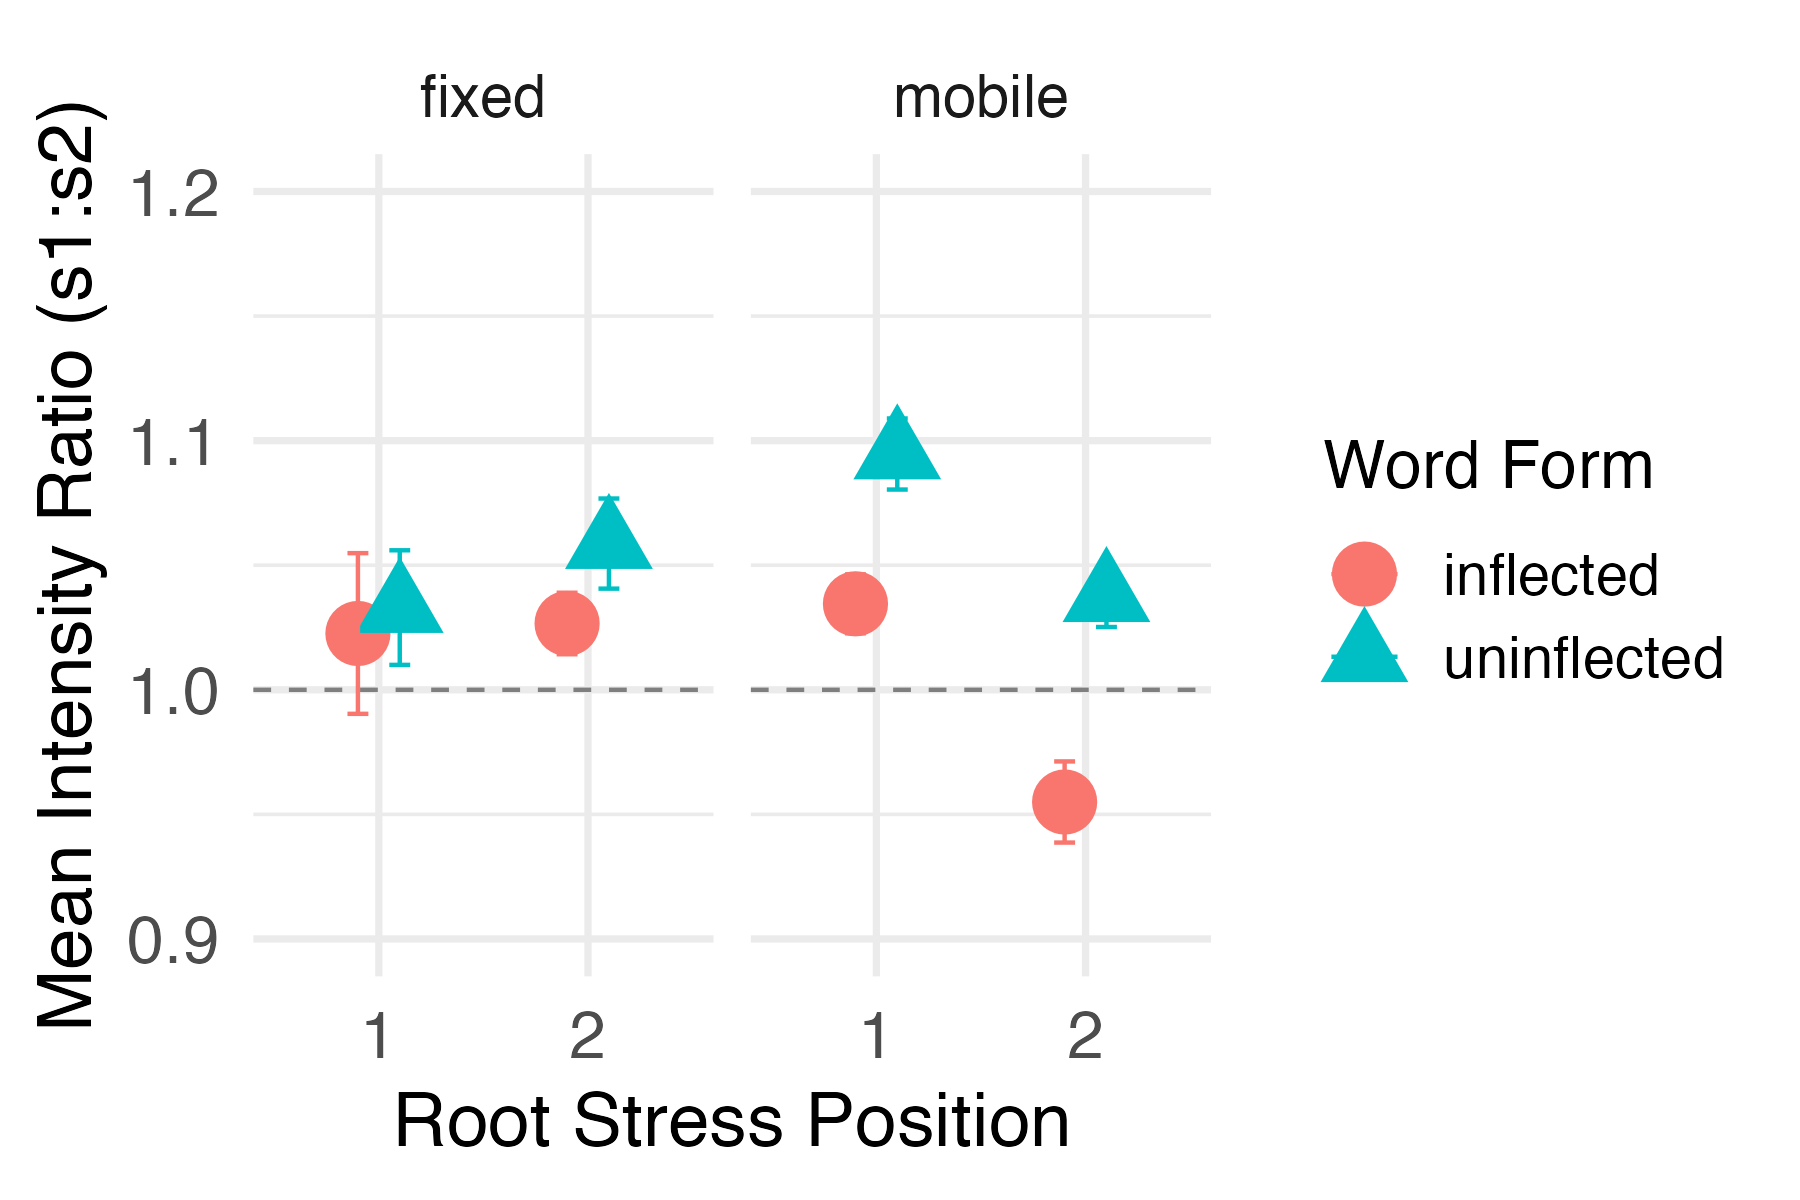 fixed
mobile
Mean Intensity Ratio (s1:s2)
1.2
1.1
1.0
0.9
1
2
1
2
Root Stress Position
Word Form
inflected
uninflected